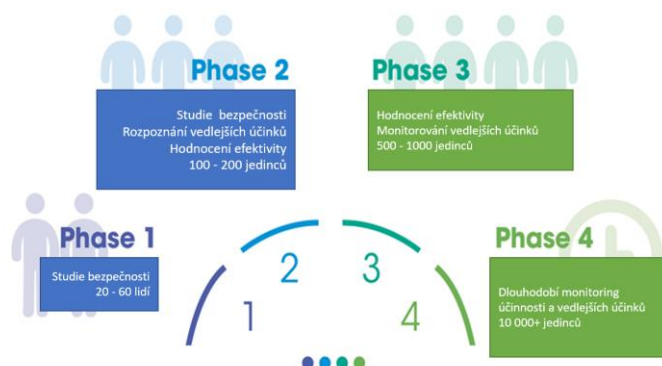 Phase 1
Studie bezpečnosti
20 - 60 lidí
Phase 2
Studie bezpečnosti
Rozpoznání vedlejších účinků
Hodnocení efektivity
100 - 200 jedinců
Phase 3
Hodnocení efektivity
Monitorování vedlejších účinků
500 - 1000 jedinců
Phase 4
Dlouhodobí monitoring
účinnosti a vedlejších účinků
10 000+ jedinců
1
2
3
4